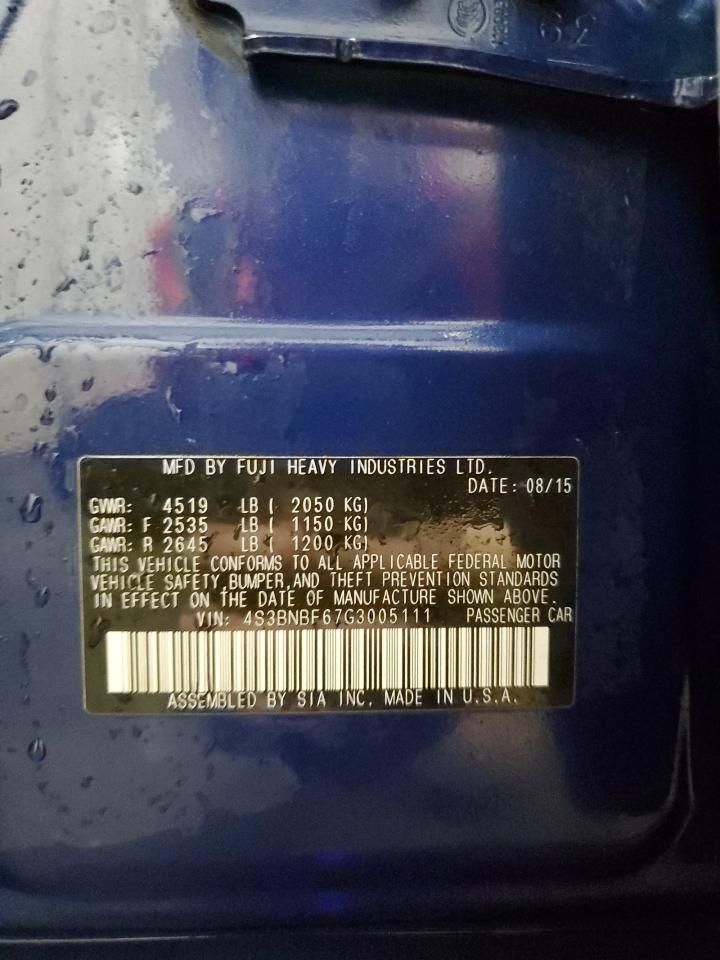 39
MFD BY FUJI HEAVY INDUSTRIES LTD.
DATE: 08/15
GVWR: 4519 LB ( 2050 KG)
GAWR: F 2535 LB ( 1150 KG)
GAWR: R 2645 LB ( 1200 KG)
THIS VEHICLE CONFORMS TO ALL APPLICABLE FEDERAL MOTOR
VEHICLE SAFETY,BUMPER,AND THEFT PREVENTION STANDARDS
IN EFFECT ON THE DATE OF MANUFACTURE SHOWN ABOVE.
VIN: 4S3BNBF67G3005111 PASSENGER CAR
ASSEMBLED BY SIA INC. MADE IN U.S.A.